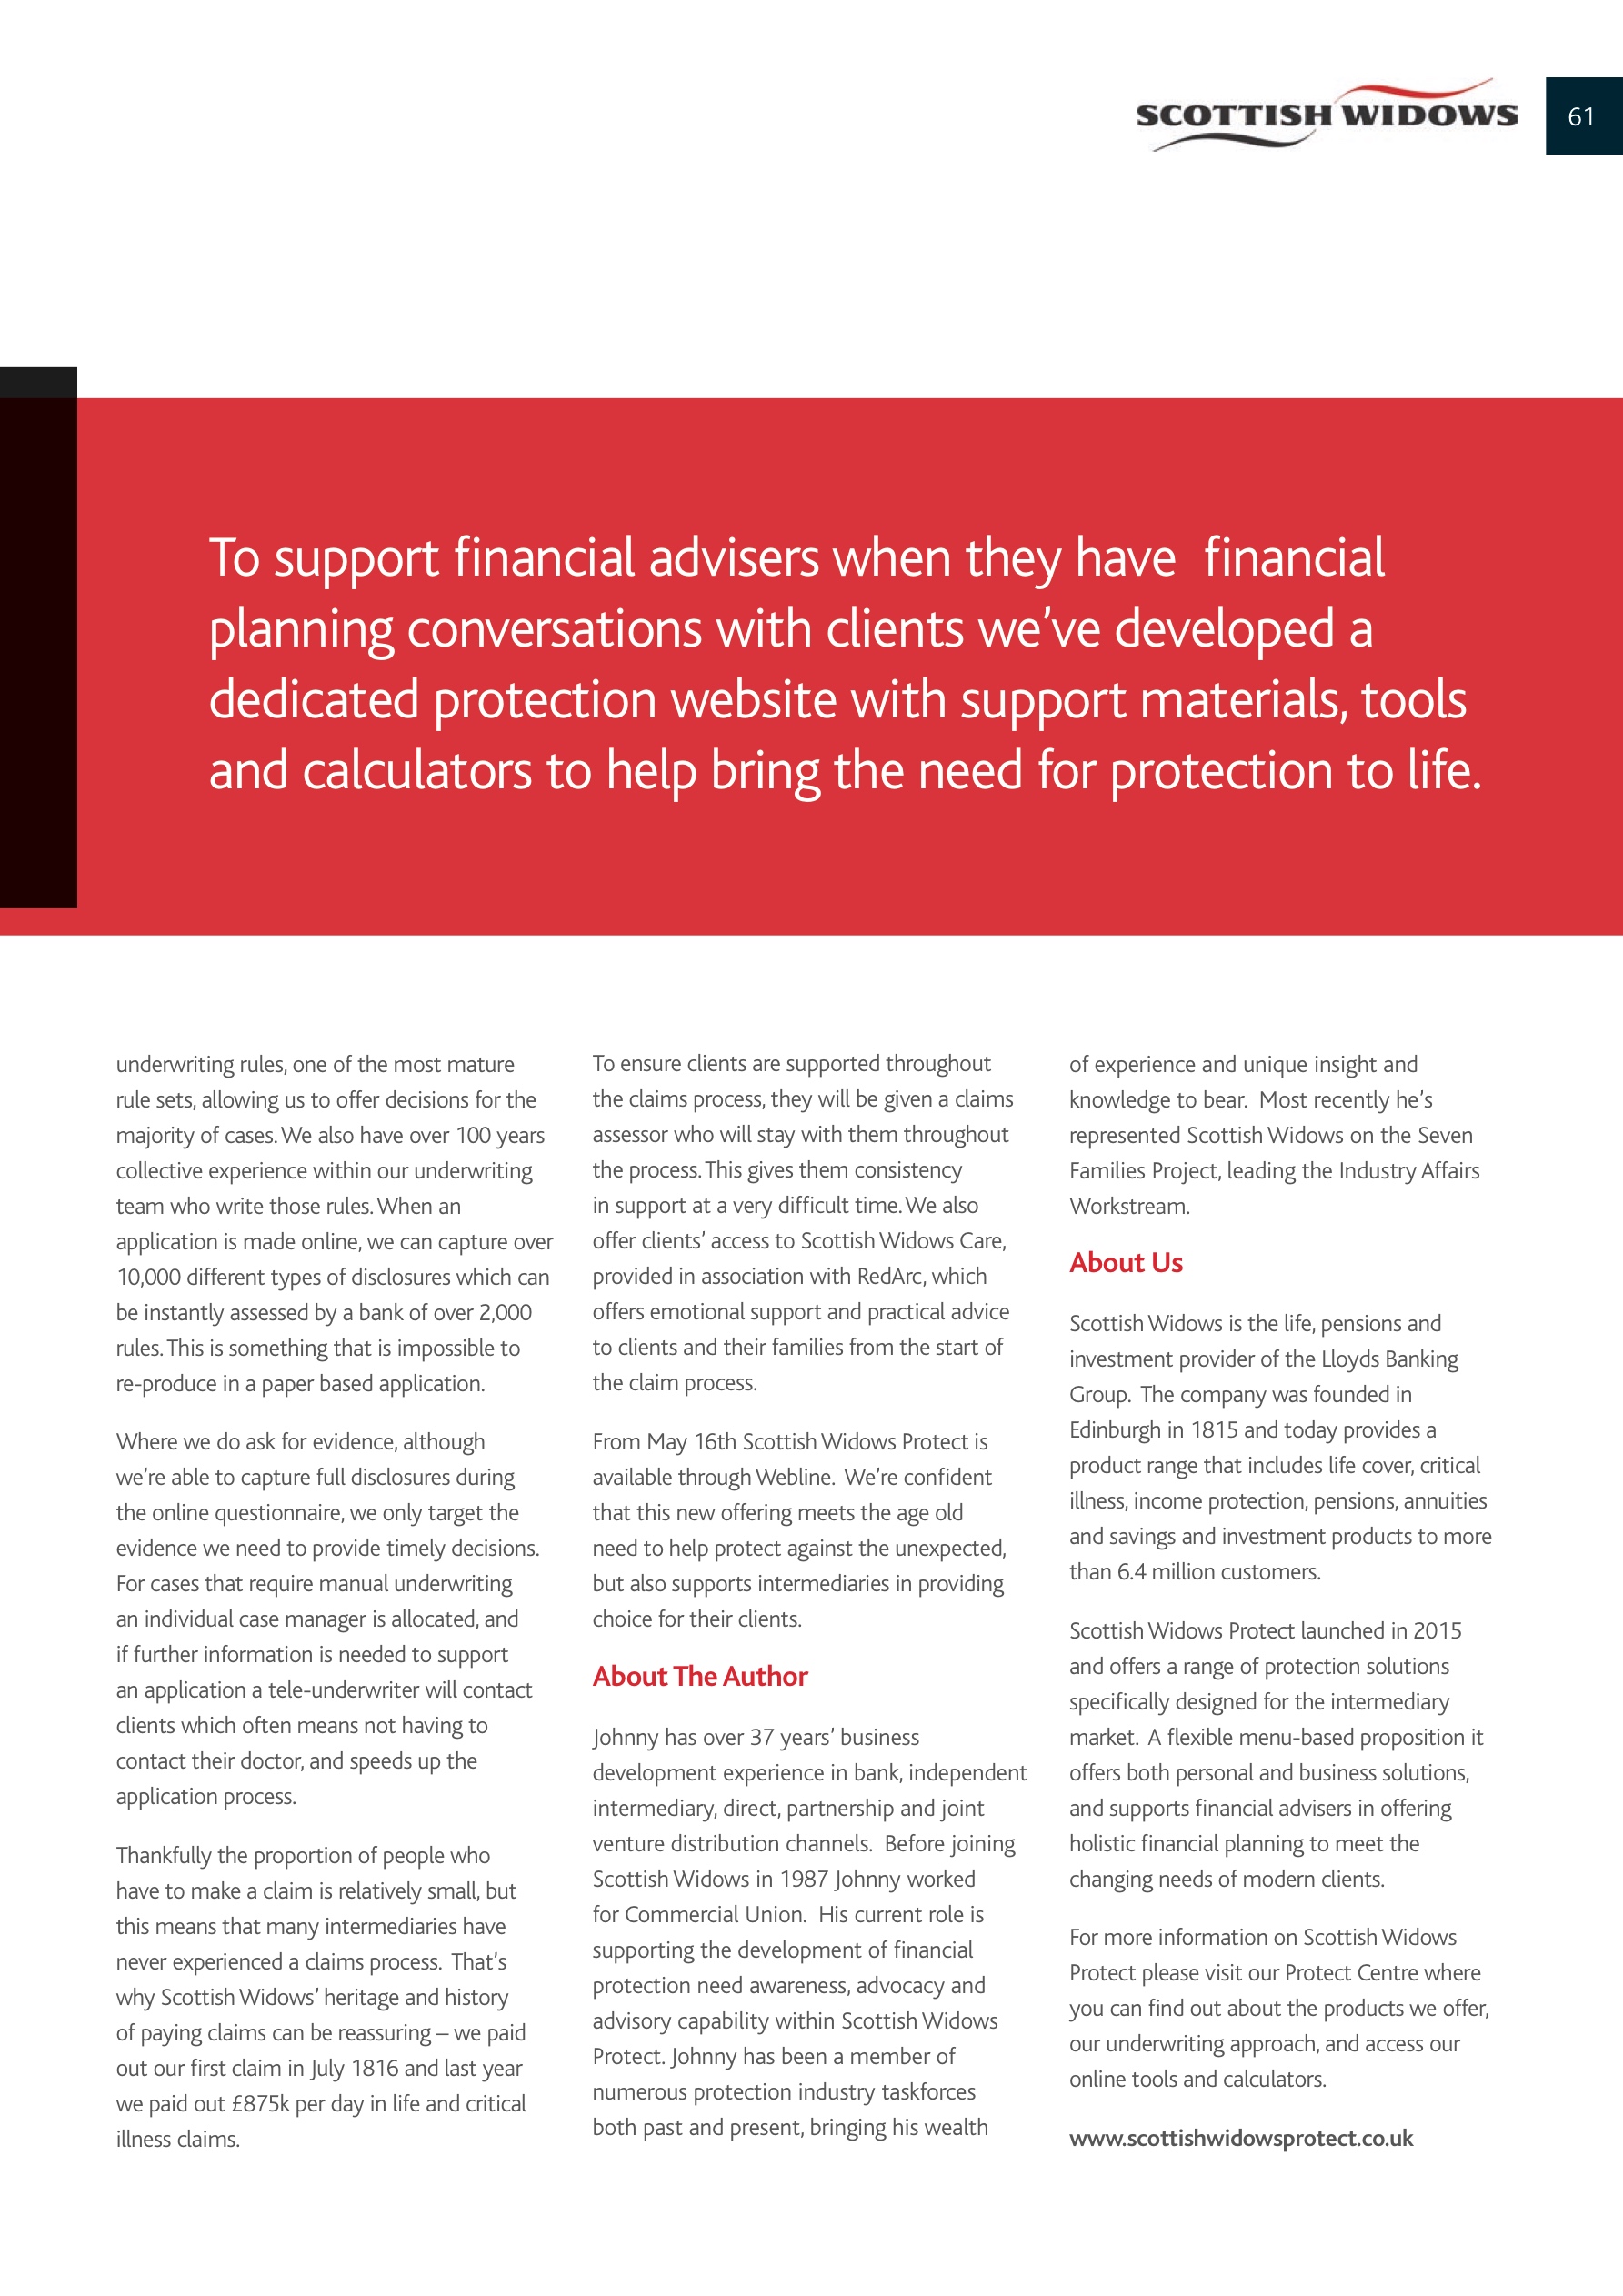 SCOTTISH WIDOWS
61
To support financial advisers when they have  financial
planning conversations with clients we’ve developed a
dedicated protection website with support materials, tools
and calculators to help bring the need for protection to life.
underwriting rules, one of the most mature
rule sets, allowing us to offer decisions for the
majority of cases. We also have over 100 years
collective experience within our underwriting
team who write those rules. When an
application is made online, we can capture over
10,000 different types of disclosures which can
be instantly assessed by a bank of over 2,000
rules. This is something that is impossible to
re-produce in a paper based application.
Where we do ask for evidence, although
we’re able to capture full disclosures during
the online questionnaire, we only target the
evidence we need to provide timely decisions.
For cases that require manual underwriting
an individual case manager is allocated, and
if further information is needed to support
an application a tele-underwriter will contact
clients which often means not having to
contact their doctor, and speeds up the
application process.
Thankfully the proportion of people who
have to make a claim is relatively small, but
this means that many intermediaries have
never experienced a claims process.  That’s
why Scottish Widows’ heritage and history
of paying claims can be reassuring – we paid
out our first claim in July 1816 and last year
we paid out £875k per day in life and critical
illness claims.
To ensure clients are supported throughout
the claims process, they will be given a claims
assessor who will stay with them throughout
the process. This gives them consistency
in support at a very difficult time. We also
offer clients’ access to Scottish Widows Care,
provided in association with RedArc, which
offers emotional support and practical advice
to clients and their families from the start of
the claim process.
From May 16th Scottish Widows Protect is
available through Webline.  We’re confident
that this new offering meets the age old
need to help protect against the unexpected,
but also supports intermediaries in providing
choice for their clients.
About The Author
Johnny has over 37 years’ business
development experience in bank, independent
intermediary, direct, partnership and joint
venture distribution channels.  Before joining
Scottish Widows in 1987 Johnny worked
for Commercial Union.  His current role is
supporting the development of financial
protection need awareness, advocacy and
advisory capability within Scottish Widows
Protect. Johnny has been a member of
numerous protection industry taskforces
both past and present, bringing his wealth
of experience and unique insight and
knowledge to bear.  Most recently he’s
represented Scottish Widows on the Seven
Families Project, leading the Industry Affairs
Workstream.
About Us
Scottish Widows is the life, pensions and
investment provider of the Lloyds Banking
Group.  The company was founded in
Edinburgh in 1815 and today provides a
product range that includes life cover, critical
illness, income protection, pensions, annuities
and savings and investment products to more
than 6.4 million customers.
Scottish Widows Protect launched in 2015
and offers a range of protection solutions
specifically designed for the intermediary
market.  A flexible menu-based proposition it
offers both personal and business solutions,
and supports financial advisers in offering
holistic financial planning to meet the
changing needs of modern clients.
For more information on Scottish Widows
Protect please visit our Protect Centre where
you can find out about the products we offer,
our underwriting approach, and access our
online tools and calculators.
www.scottishwidowsprotect.co.uk